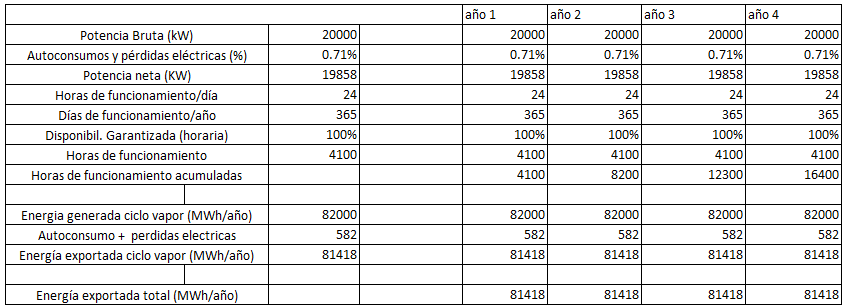 año 1 año 2 año 3 año 4
Potencia Bruta (kW) 20000 20000 20000 20000 20000
Autoconsumos y pérdidas eléctricas (%) 0.71% 0.71% 0.71% 0.71% 0.71%
Potencia neta (KW) 19858 19858 19858 19858 19858
Horas de funcionamiento/día 24 24 24 24 24
Días de funcionamiento/año 365 365 365 365 365
Disponibil. Garantizada (horaria) 100% 100% 100% 100% 100%
Horas de funcionamiento 4100 4100 4100 4100 4100
Horas de funcionamiento acumuladas 4100 8200 12300 16400
Energia generada ciclo vapor (MWh/año) 82000 82000 82000 82000 82000
Autoconsumo + perdidas electricas 582 582 582 582 582
Energía exportada ciclo vapor (MWh/año) 81418 81418 81418 81418 81418
Energía exportada total (MWh/año) 81418 81418 81418 81418